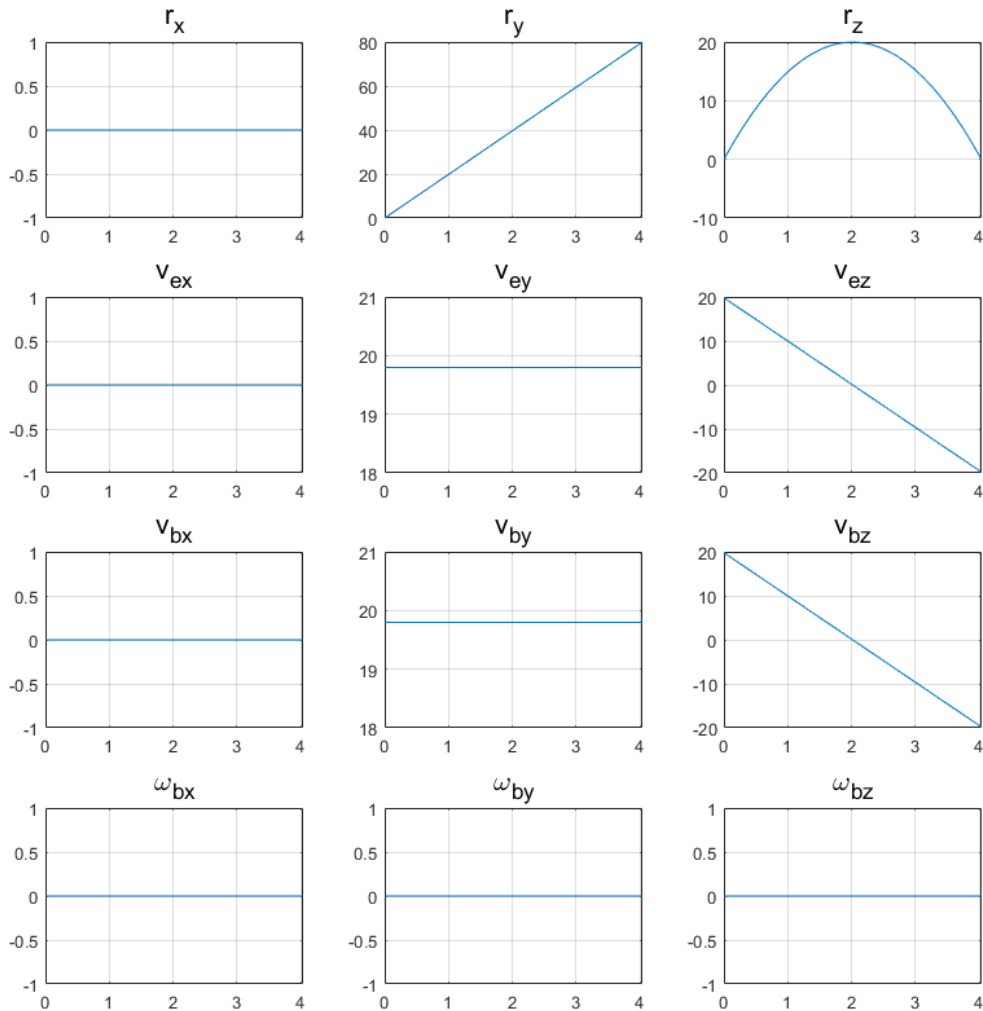 r_x r_y r_z
1 80 20
0.5 60 10
0 40 0
-0.5 20
-1 0 -10
0 1 2 3 4 0 1 2 3 4 0 1 2 3 4
v_ex v_ey v_ez
1 21 20
0.5 20 10
0 0
-0.5 19 -10
-1 18 -20
0 1 2 3 4 0 1 2 3 4 0 1 2 3 4
v_bx v_by v_bz
1 21 20
0.5 20 10
0 0
-0.5 19 -10
-1 18 -20
0 1 2 3 4 0 1 2 3 4 0 1 2 3 4
ω_bx ω_by ω_bz
1 1 1
0.5 0.5 0.5
0 0 0
-0.5 -0.5 -0.5
-1 -1 -1
0 1 2 3 4 0 1 2 3 4 0 1 2 3 4